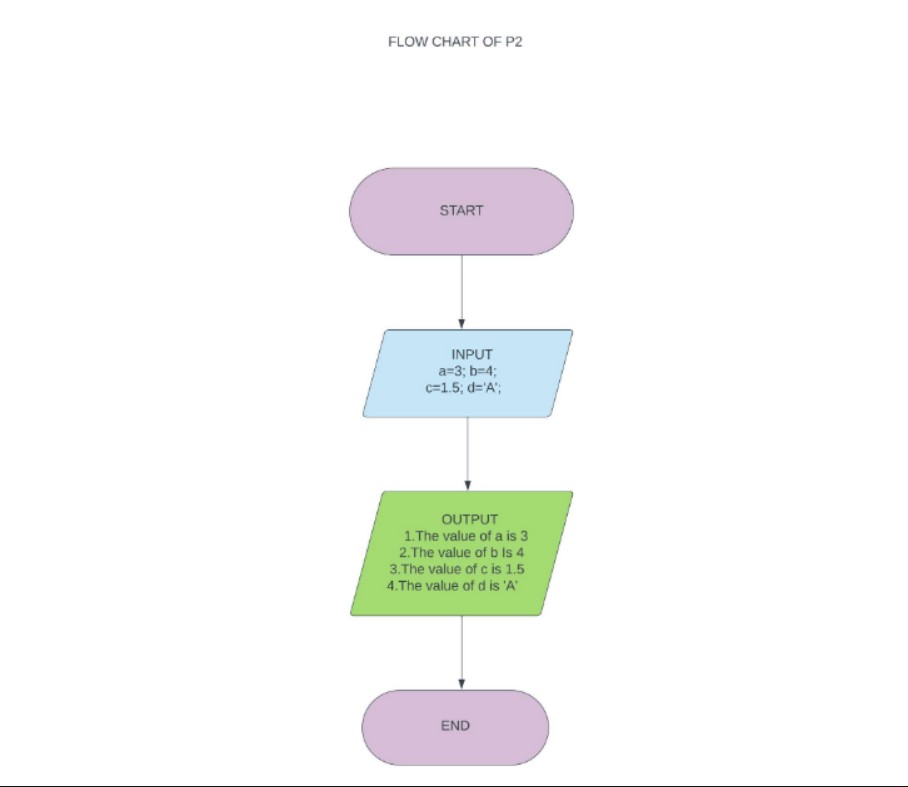 FLOW CHART OF P2
START
INPUT
a=3; b=4;
c=1.5; d='A';
OUTPUT
1.The value of a is 3
2.The value of b Is 4
3.The value of c is 1.5
4.The value of d is 'A'
END